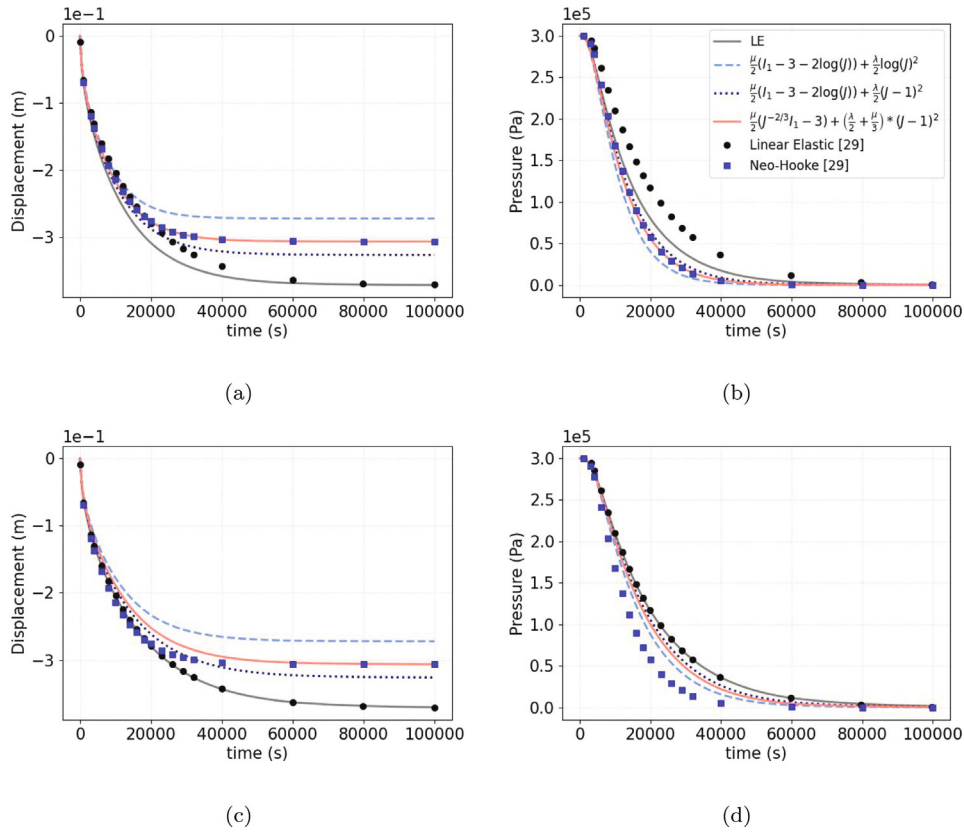 1e−1
0
−1
−2
−3
Displacement (m)
0 20000 40000 60000 80000 100000
time (s)
(a)
1e5
3.0
2.5
2.0
1.5
1.0
0.5
0.0
Pressure (Pa)
LE
μ/2(I₁ − 3 − 2log(J)) + λ/2 log(J)²
μ/2(I₁ − 3 − 2log(J)) + λ/2(J − 1)²
μ/2(J^{−2/3}I₁ − 3) + (λ/2 + μ/3) * (J − 1)²
Linear Elastic [29]
Neo-Hooke [29]
0 20000 40000 60000 80000 100000
time (s)
(b)
1e−1
0
−1
−2
−3
Displacement (m)
0 20000 40000 60000 80000 100000
time (s)
(c)
1e5
3.0
2.5
2.0
1.5
1.0
0.5
0.0
Pressure (Pa)
0 20000 40000 60000 80000 100000
time (s)
(d)